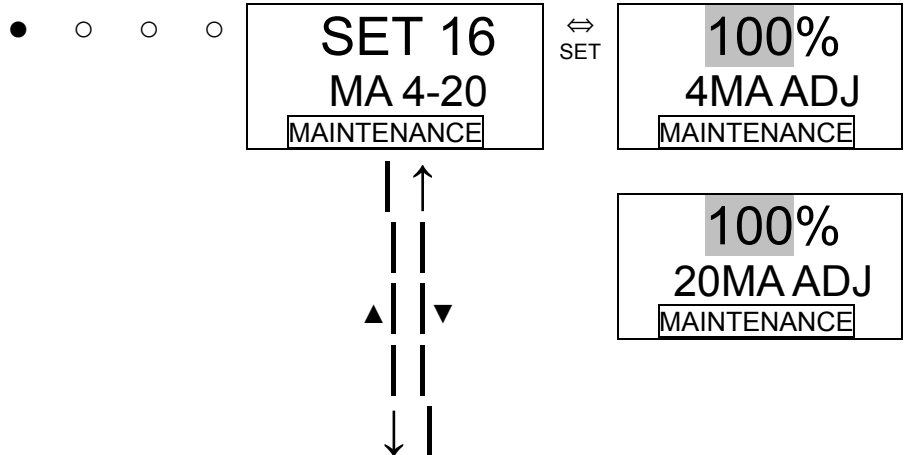 ● ○ ○ ○
SET 16
MA 4-20
MAINTENANCE
⇔
SET
100%
4MA ADJ
MAINTENANCE
100%
20MA ADJ
MAINTENANCE
▲ ▼